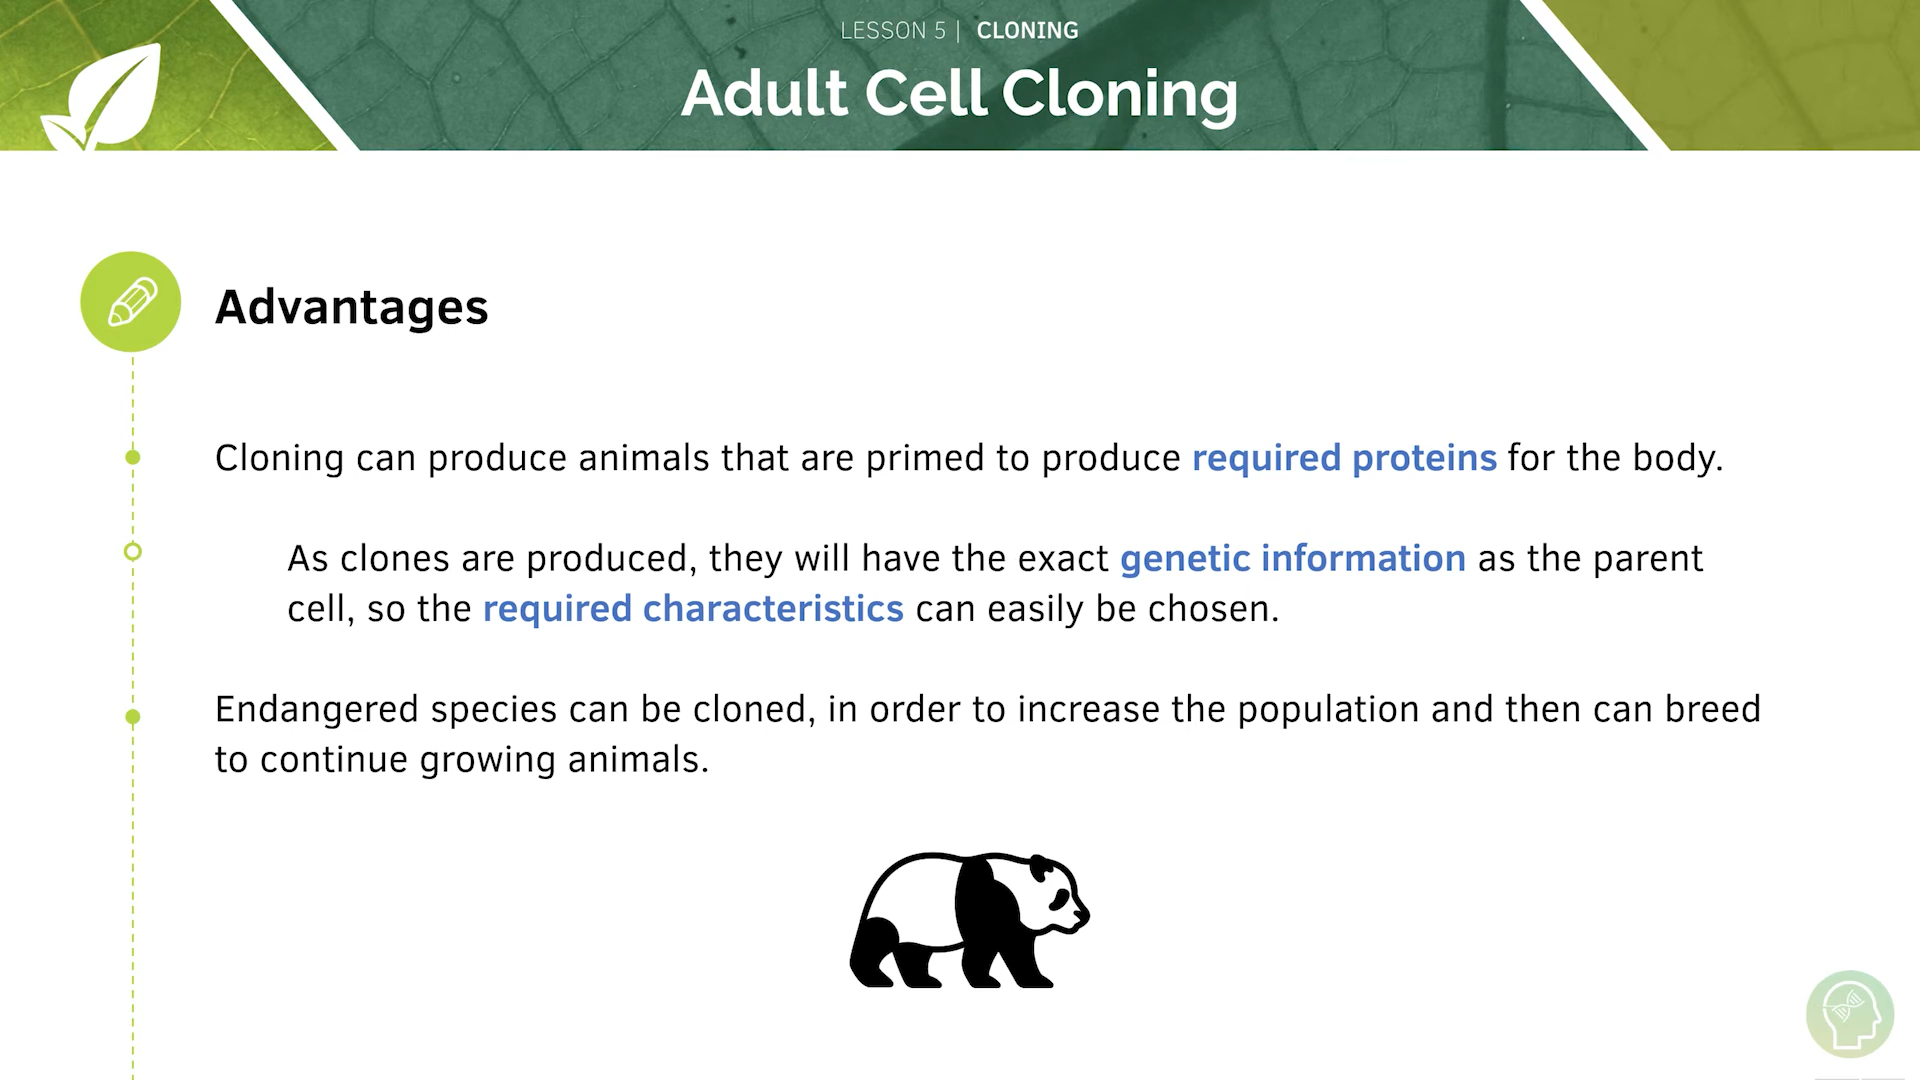 LESSON 5 | CLONING
Adult Cell Cloning
Advantages
Cloning can produce animals that are primed to produce required proteins for the body.
As clones are produced, they will have the exact genetic information as the parent
cell, so the required characteristics can easily be chosen.
Endangered species can be cloned, in order to increase the population and then can breed
to continue growing animals.